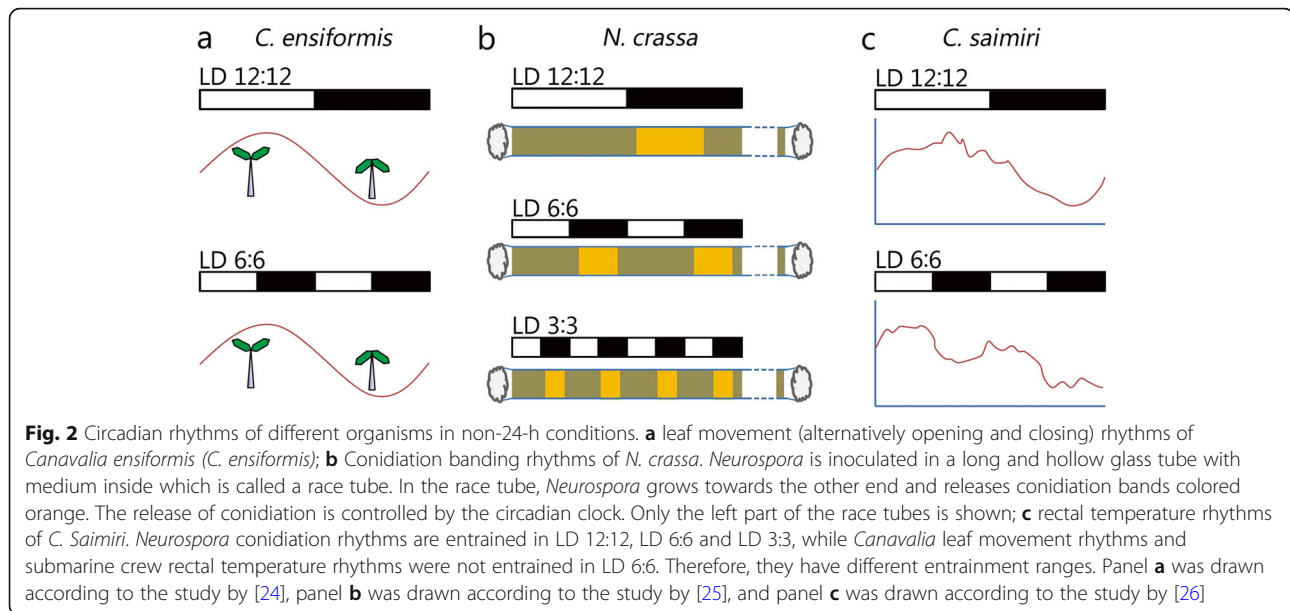 a C. ensiformis
LD 12:12
LD 6:6
b N. crassa
LD 12:12
LD 6:6
LD 3:3
c C. saimiri
LD 12:12
LD 6:6
Fig. 2 Circadian rhythms of different organisms in non-24-h conditions. a leaf movement (alternatively opening and closing) rhythms of
Canavalia ensiformis (C. ensiformis); b Conidiation banding rhythms of N. crassa. Neurospora is inoculated in a long and hollow glass tube with
medium inside which is called a race tube. In the race tube, Neurospora grows towards the other end and releases conidiation bands colored
orange. The release of conidiation is controlled by the circadian clock. Only the left part of the race tubes is shown; c rectal temperature rhythms
of C. Saimiri. Neurospora conidiation rhythms are entrained in LD 12:12, LD 6:6 and LD 3:3, while Canavalia leaf movement rhythms and
submarine crew rectal temperature rhythms were not entrained in LD 6:6. Therefore, they have different entrainment ranges. Panel a was drawn
according to the study by [24], panel b was drawn according to the study by [25], and panel c was drawn according to the study by [26]